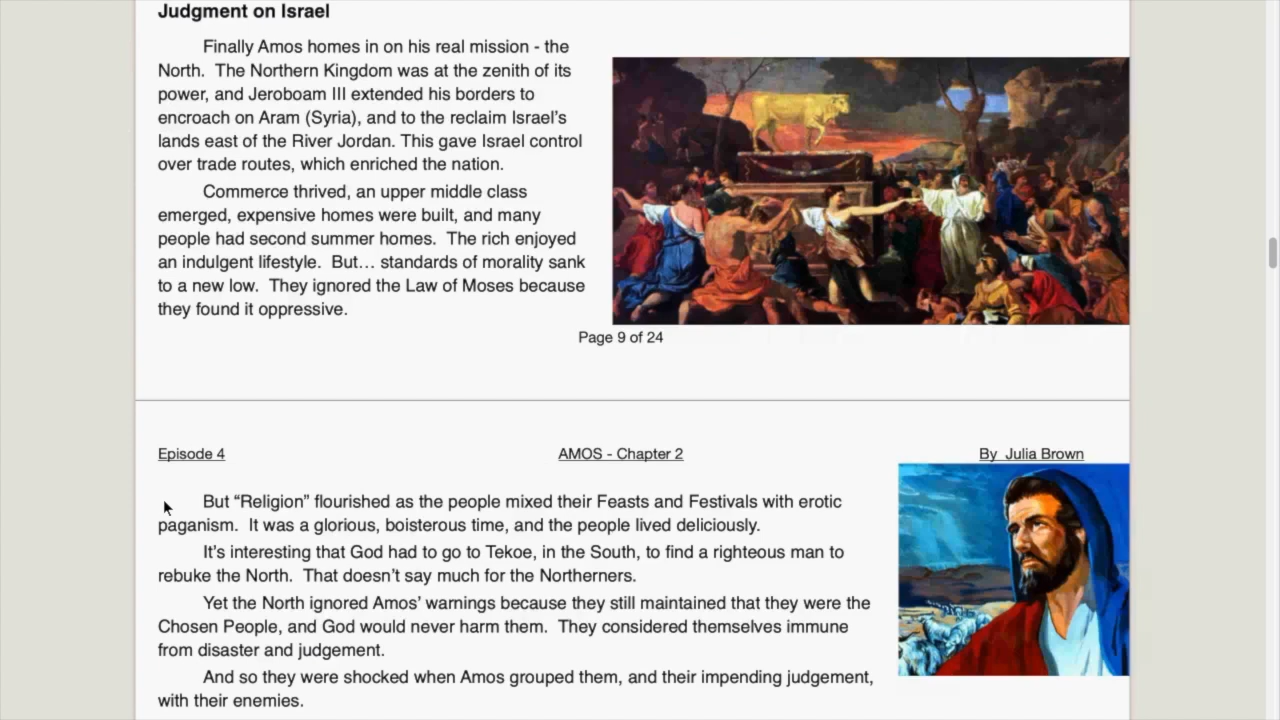 Judgment on Israel
Finally Amos homes in on his real mission - the
North.  The Northern Kingdom was at the zenith of its
power, and Jeroboam III extended his borders to
encroach on Aram (Syria), and to the reclaim Israel’s
lands east of the River Jordan. This gave Israel control
over trade routes, which enriched the nation.
Commerce thrived, an upper middle class
emerged, expensive homes were built, and many
people had second summer homes.  The rich enjoyed
an indulgent lifestyle.  But… standards of morality sank
to a new low.  They ignored the Law of Moses because
they found it oppressive.
Page 9 of 24
Episode 4
AMOS - Chapter 2
By  Julia Brown
But “Religion” flourished as the people mixed their Feasts and Festivals with erotic
paganism.  It was a glorious, boisterous time, and the people lived deliciously.
It’s interesting that God had to go to Tekoe, in the South, to find a righteous man to
rebuke the North.  That doesn’t say much for the Northerners.
Yet the North ignored Amos’ warnings because they still maintained that they were the
Chosen People, and God would never harm them.  They considered themselves immune
from disaster and judgement.
And so they were shocked when Amos grouped them, and their impending judgement,
with their enemies.